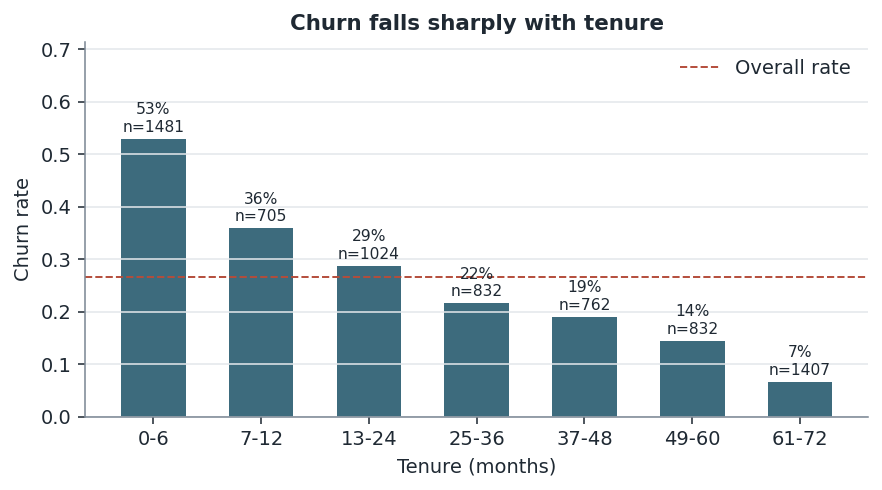 Churn falls sharply with tenure
Overall rate
Churn rate
0.7
0.6
0.5
0.4
0.3
0.2
0.1
0.0
53%
n=1481
36%
n=705
29%
n=1024
22%
n=832
19%
n=762
14%
n=832
7%
n=1407
0-6
7-12
13-24
25-36
37-48
49-60
61-72
Tenure (months)